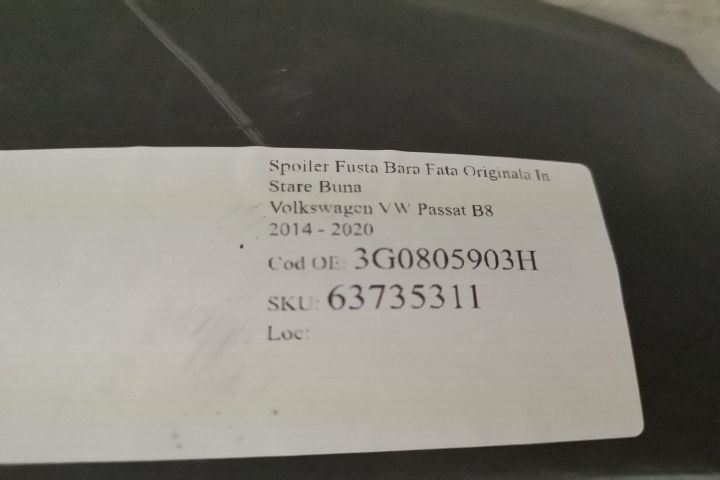 Spoiler Fusta Bara Fata Originala In
Stare Buna
Volkswagen VW Passat B8
2014 - 2020
Cod OE: 3G0805903H
SKU: 63735311
Loc: